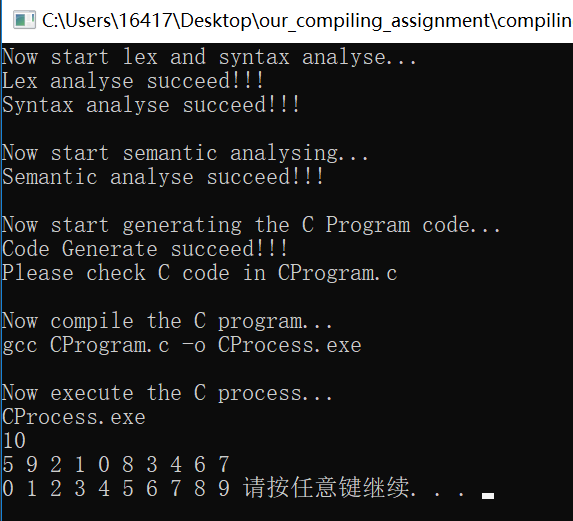 C:\Users\16417\Desktop\our_compiling_assignment\compilin
Now start lex and syntax analyse...
Lex analyse succeed!!!
Syntax analyse succeed!!!
Now start semantic analysing...
Semantic analyse succeed!!!
Now start generating the C Program code...
Code Generate succeed!!!
Please check C code in CProgram.c
Now compile the C program...
gcc CProgram.c -o CProcess.exe
Now execute the C process...
CProcess.exe
10
5 9 2 1 0 8 3 4 6 7
0 1 2 3 4 5 6 7 8 9 请按任意键继续. . .